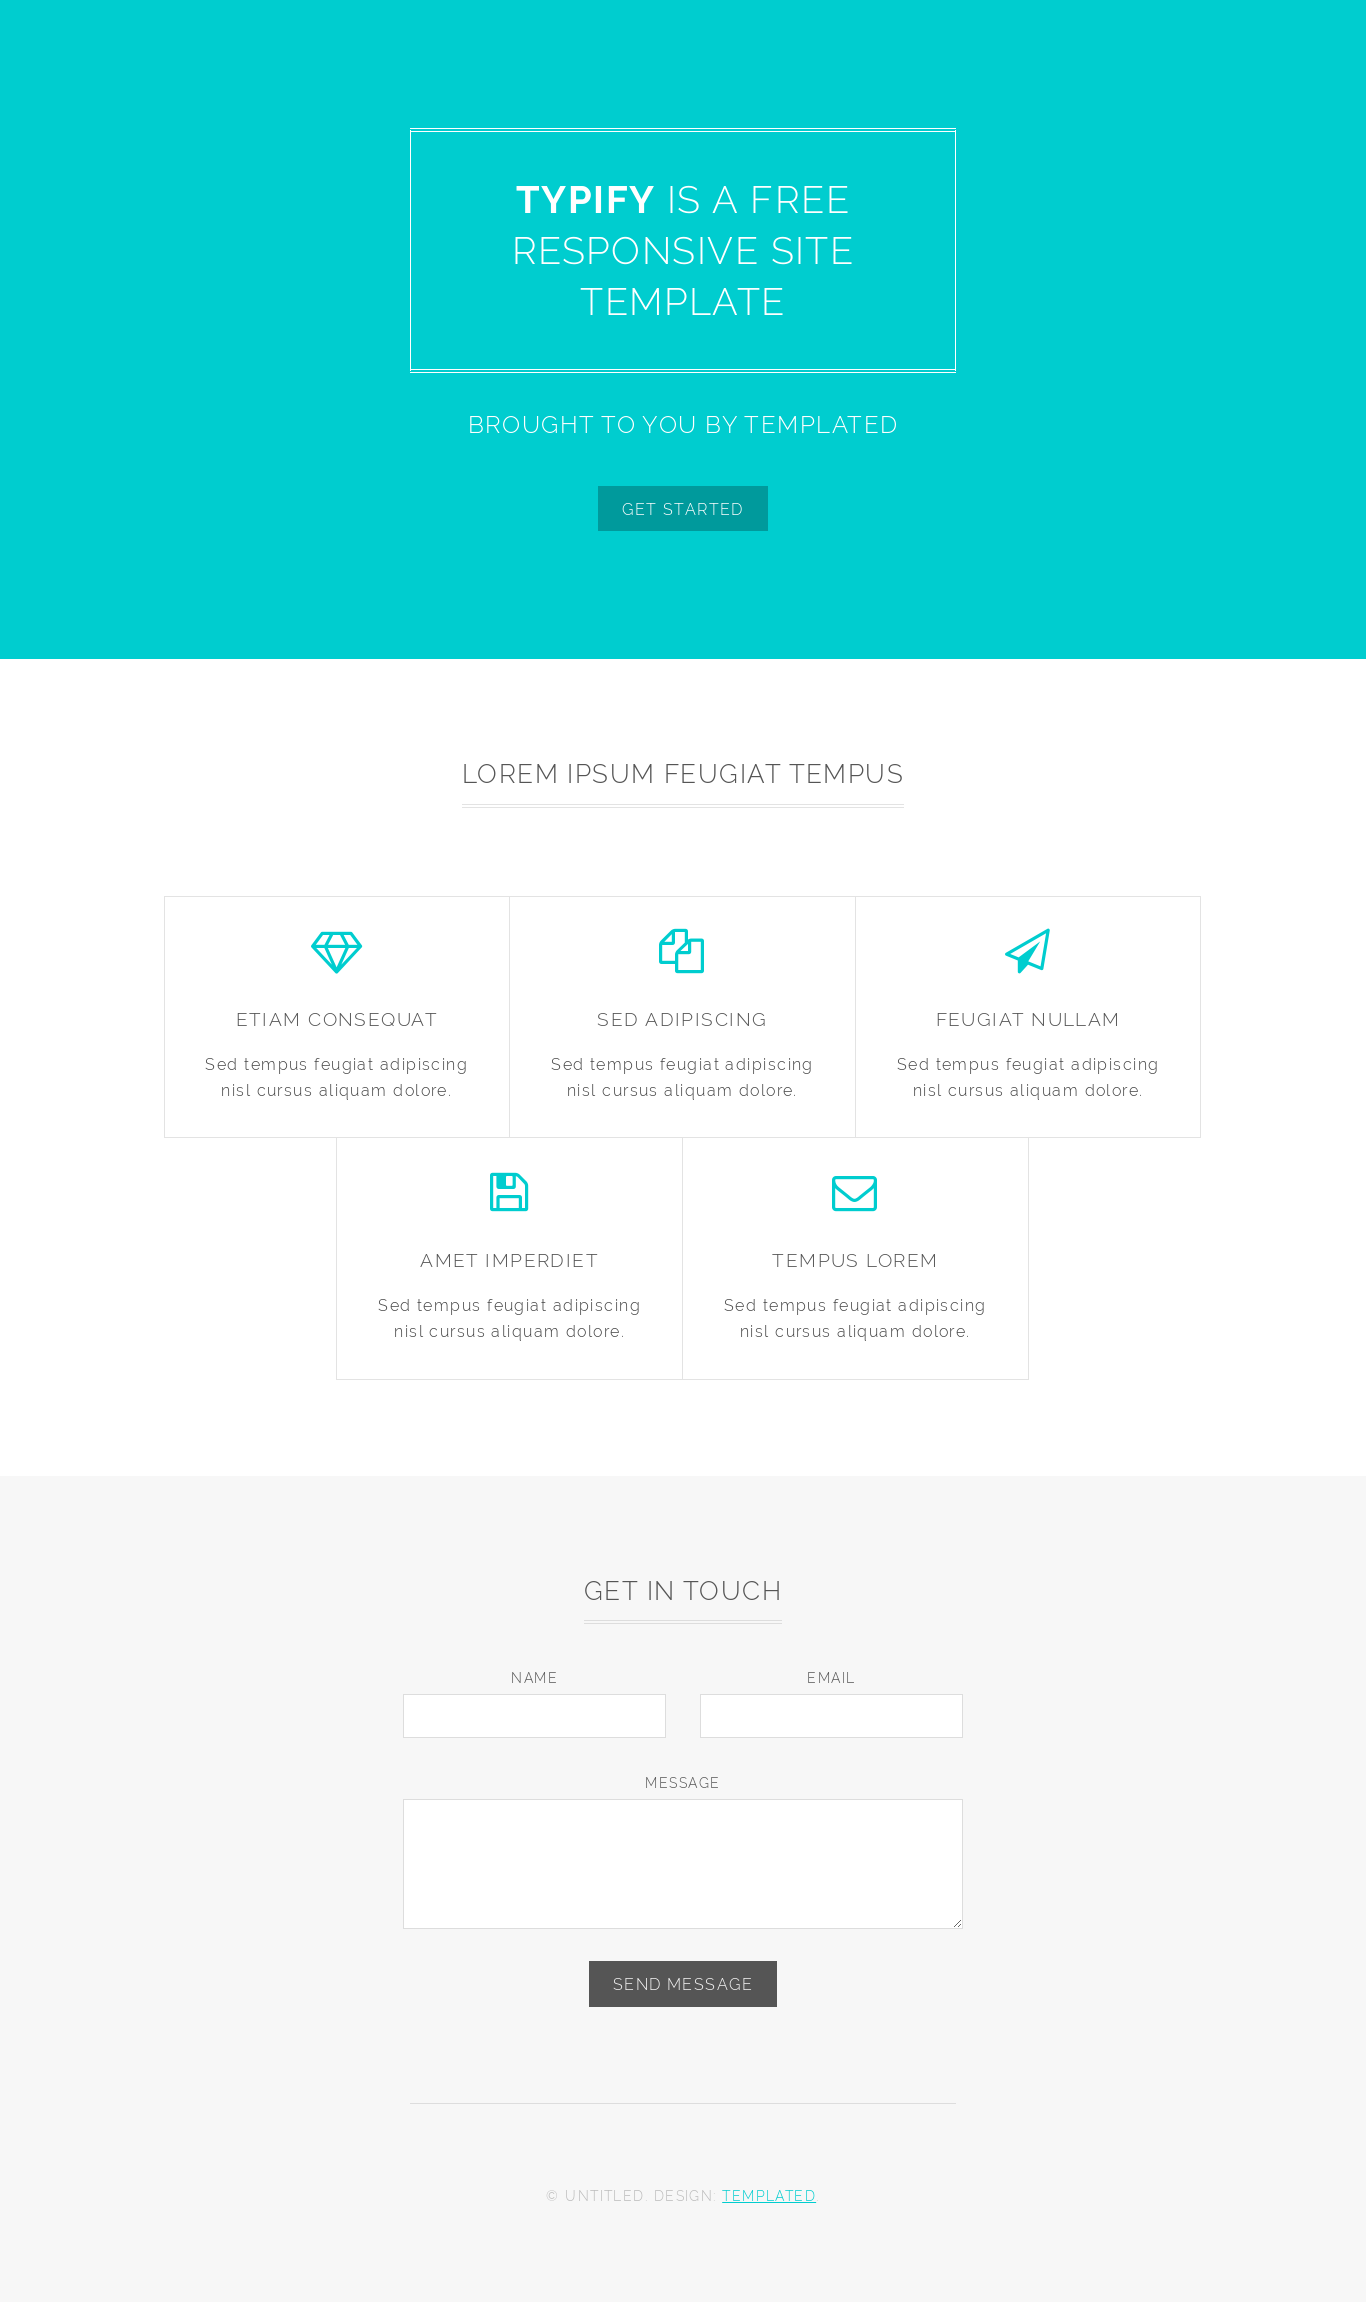 TYPIFY IS A FREE
RESPONSIVE SITE
TEMPLATE
BROUGHT TO YOU BY TEMPLATED
GET STARTED
LOREM IPSUM FEUGIAT TEMPUS
ETIAM CONSEQUAT
Sed tempus feugiat adipiscing
nisl cursus aliquam dolore.
SED ADIPISCING
Sed tempus feugiat adipiscing
nisl cursus aliquam dolore.
FEUGIAT NULLAM
Sed tempus feugiat adipiscing
nisl cursus aliquam dolore.
AMET IMPERDIET
Sed tempus feugiat adipiscing
nisl cursus aliquam dolore.
TEMPUS LOREM
Sed tempus feugiat adipiscing
nisl cursus aliquam dolore.
GET IN TOUCH
NAME
EMAIL
MESSAGE
SEND MESSAGE
© UNTITLED. DESIGN: TEMPLATED